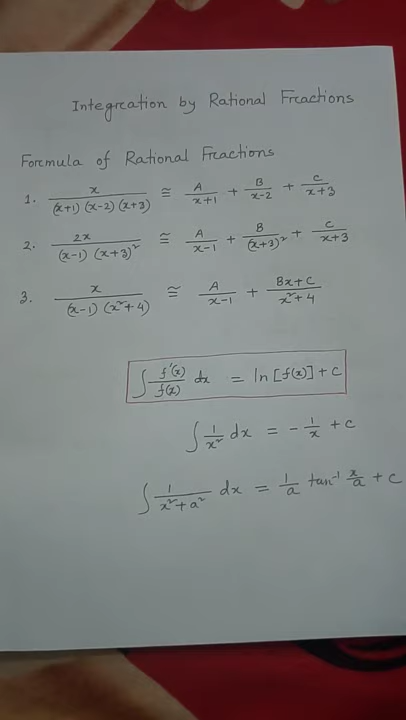 Integration by Rational Fractions
Formula of Rational Fractions
1. x / (x+1) (x-2) (x+3) ≅ A / x+1 + B / x-2 + C / x+3
2. 2x / (x-1) (x+3)² ≅ A / x-1 + B / (x+3)² + C / x+3
3. x / (x-1) (x²+4) ≅ A / x-1 + Bx+C / x²+4
∫ f'(x) / f(x) dx = ln [f(x)] + C
∫ 1 / x² dx = - 1 / x + C
∫ 1 / x²+a² dx = 1 / a tan⁻¹ x / a + C